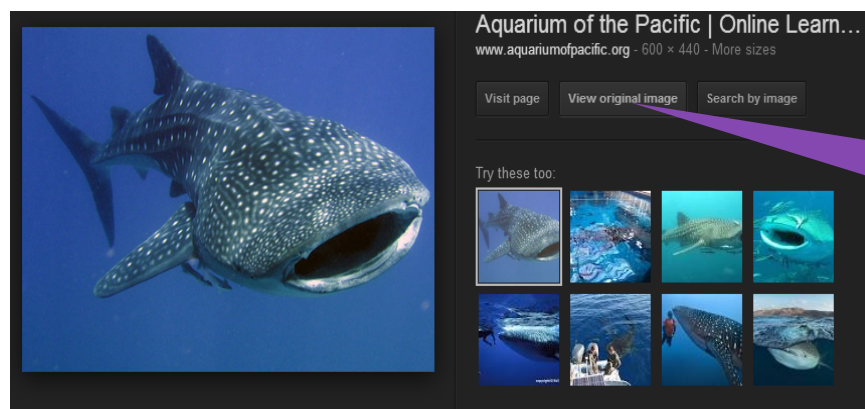 Aquarium of the Pacific | Online Learn...
www.aquariumofpacific.org - 600 × 440 - More sizes
Visit page
View original image
Search by image
Try these too: